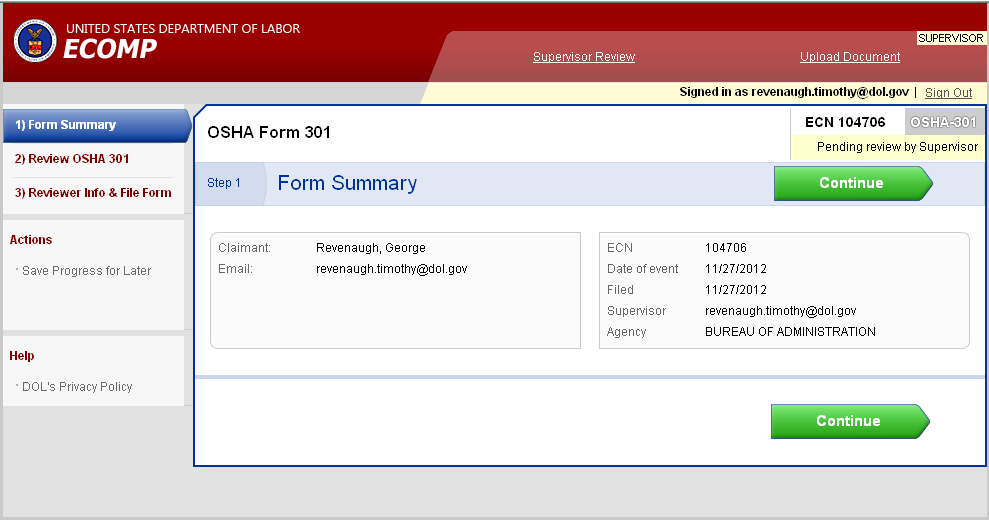 UNITED STATES DEPARTMENT OF LABOR
ECOMP
SUPERVISOR
Supervisor Review
Upload Document
Signed in as revenaugh.timothy@dol.gov | Sign Out
1) Form Summary
2) Review OSHA 301
3) Reviewer Info & File Form
Actions
Save Progress for Later
Help
DOL's Privacy Policy
OSHA Form 301
ECN 104706 OSHA-301
Pending review by Supervisor
Step 1 Form Summary
Continue
Claimant: Revenaugh, George
Email: revenaugh.timothy@dol.gov
ECN 104706
Date of event 11/27/2012
Filed 11/27/2012
Supervisor revenaugh.timothy@dol.gov
Agency BUREAU OF ADMINISTRATION
Continue